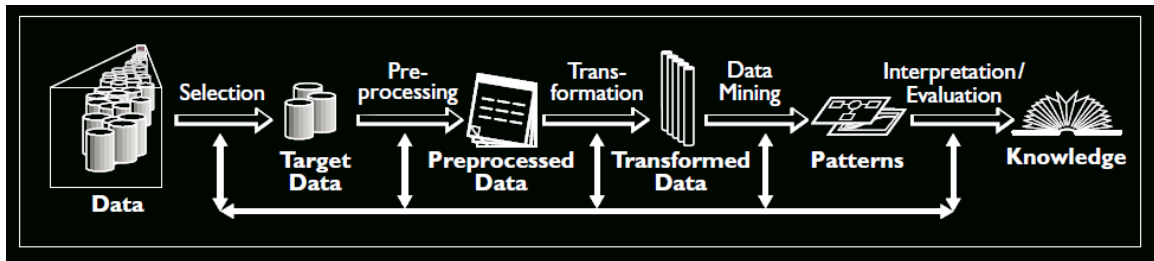 Selection
Pre-
processing
Trans-
formation
Data
Mining
Interpretation/
Evaluation
Data
Target
Data
Preprocessed
Data
Transformed
Data
Patterns
Knowledge